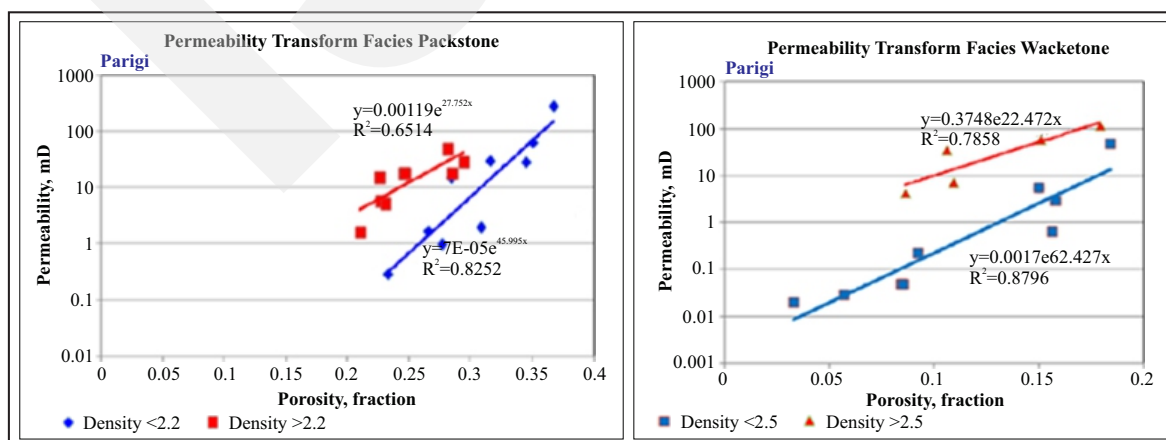 Permeability Transform Facies Packstone
Parigi
1000
100
10
1
0.1
0.01
Permeability, mD
y=0.00119e^27.752x
R²=0.6514
y=7E-05e^45.995x
R²=0.8252
0 0.05 0.1 0.15 0.2 0.25 0.3 0.35 0.4
Porosity, fraction
Density <2.2 Density >2.2
Permeability Transform Facies Wacketone
Parigi
1000
100
10
1
0.1
0.01
0.001
Permeability, mD
y=0.3748e22.472x
R²=0.7858
y=0.0017e62.427x
R²=0.8796
0 0.05 0.1 0.15 0.2
Porosity, fraction
Density <2.5 Density >2.5